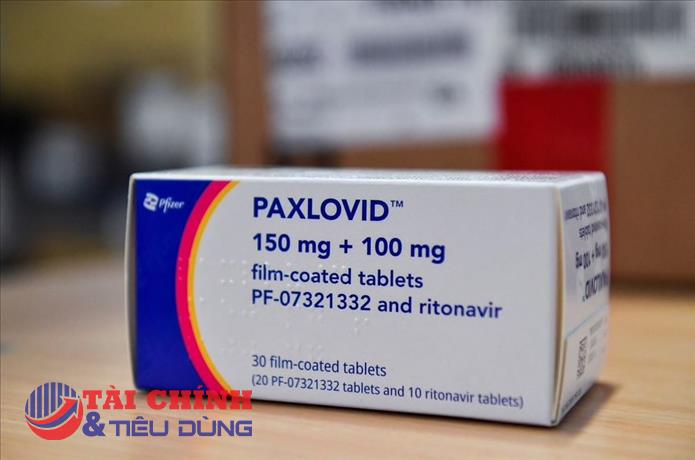 Pfizer
PAXLOVID™
150 mg + 100 mg
film-coated tablets
PF-07321332 and ritonavir
30 film-coated tablets
(20 PF-07321332 tablets and 10 ritonavir tablets)
TÀI CHÍNH
& TIÊU DÙNG